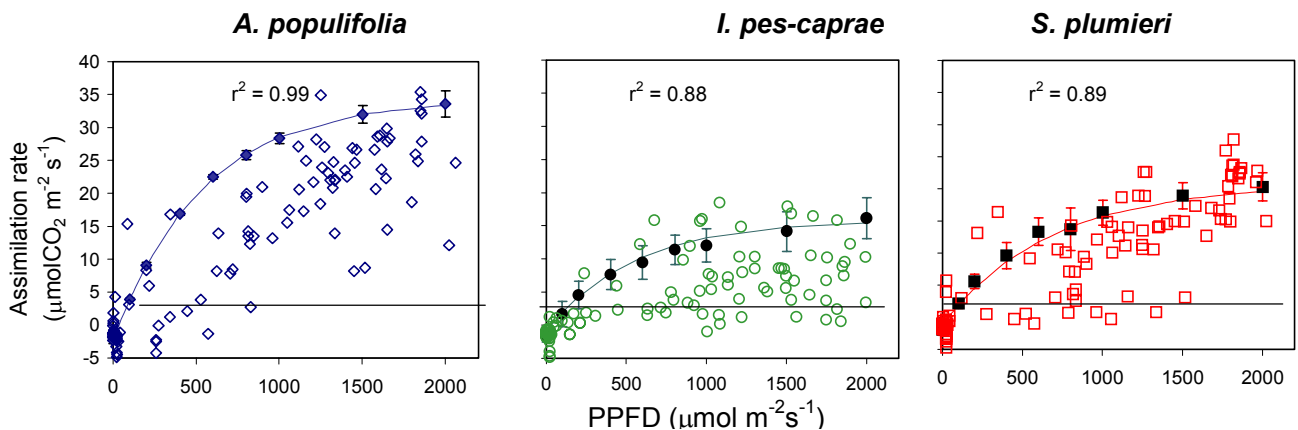 A. populifolia
I. pes-caprae
S. plumieri
r² = 0.99
r² = 0.88
r² = 0.89
40
35
30
25
20
15
10
5
0
-5
Assimilation rate
(μmolCO₂ m⁻² s⁻¹)
0 500 1000 1500 2000
0 500 1000 1500 2000
0 500 1000 1500 2000
PPFD (μmol m⁻²s⁻¹)